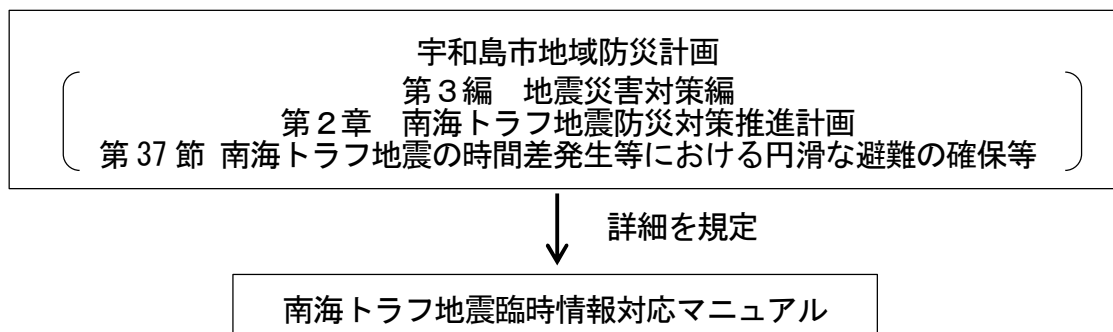 宇和島市地域防災計画
第３編　地震災害対策編
第２章　南海トラフ地震防災対策推進計画
第 37 節 南海トラフ地震の時間差発生等における円滑な避難の確保等
詳細を規定
南海トラフ地震臨時情報対応マニュアル